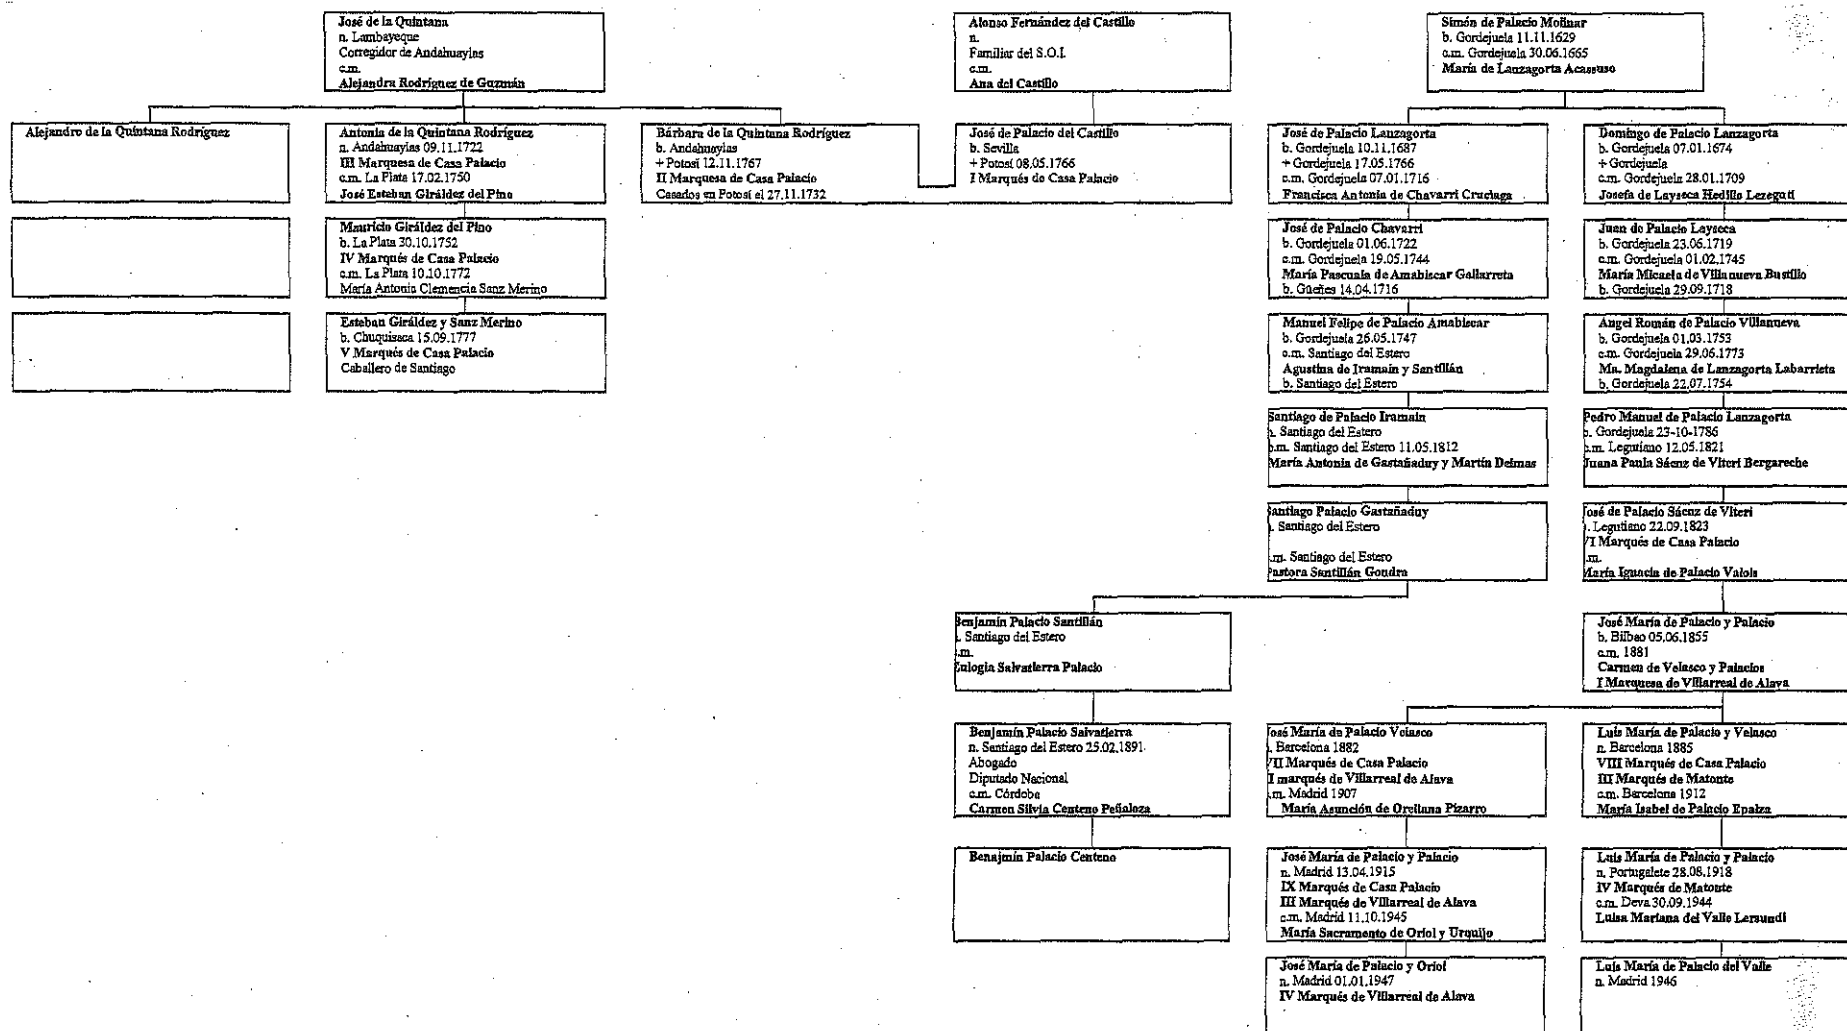 José de la Quintana
n. Lambayeque
Corregidor de Andahuaylas
c.m.
Alejandra Rodríguez de Guzmán
Alonso Fernández del Castillo
n.
Familiar del S.O.I.
c.m.
Ana del Castillo
Simón de Palacio Molinar
b. Gordejuela 11.11.1629
c.m. Gordejuela 30.06.1665
María de Lanzagorta Acassuso
Alejandro de la Quintana Rodríguez
Antonia de la Quintana Rodríguez
n. Andahuaylas 09.11.1722
III Marquesa de Casa Palacio
c.m. La Plata 17.02.1750
José Esteban Giráldez del Pino
Bárbara de la Quintana Rodríguez
b. Andahuaylas
+ Potosí 12.11.1767
II Marquesa de Casa Palacio
Casados en Potosí el 27.11.1732
José de Palacio del Castillo
b. Sevilla
+ Potosí 08.05.1766
I Marqués de Casa Palacio
José de Palacio Lanzagorta
b. Gordejuela 10.11.1687
+ Gordejuela 17.05.1766
c.m. Gordejuela 07.01.1716
Francisca Antonia de Chavarri Cruciaga
Domingo de Palacio Lanzagorta
b. Gordejuela 07.01.1674
+ Gordejuela
c.m. Gordejuela 28.01.1709
Josefa de Layseca Hedillo Lezeguti
Mauricio Giráldez del Pino
b. La Plata 30.10.1752
IV Marqués de Casa Palacio
c.m. La Plata 10.10.1772
María Antonia Clemencia Sanz Merino
José de Palacio Chavarri
b. Gordejuela 01.06.1722
c.m. Gordejuela 19.05.1744
María Pascuala de Amabiscar Gallarreta
b. Güeñes 14.04.1716
Juan de Palacio Layseca
b. Gordejuela 23.06.1719
c.m. Gordejuela 01.02.1745
María Micaela de Villanueva Bustillo
b. Gordejuela 29.09.1718
Esteban Giráldez y Sanz Merino
b. Chuquisaca 15.09.1777
V Marqués de Casa Palacio
Caballero de Santiago
Manuel Felipe de Palacio Amabiscar
b. Gordejuela 26.05.1747
c.m. Santiago del Estero
Agustina de Iramain y Santillán
b. Santiago del Estero
Angel Román de Palacio Villanueva
b. Gordejuela 01.03.1753
c.m. Gordejuela 29.06.1773
Ma. Magdalena de Lanzagorta Labarrieta
b. Gordejuela 22.07.1754
Santiago de Palacio Iramain
. Santiago del Estero
.m. Santiago del Estero 11.05.1812
María Antonia de Gastañaduy y Martín Delmas
Pedro Manuel de Palacio Lanzagorta
. Gordejuela 23-10-1786
.m. Legutiano 12.05.1821
Juana Paula Sáenz de Viteri Bergareche
antiago Palacio Gastañaduy
. Santiago del Estero
.m. Santiago del Estero
Pastora Santillán Gondra
osé de Palacio Sáenz de Viteri
. Legutiano 22.09.1823
VI Marqués de Casa Palacio
.m.
María Ignacia de Palacio Valois
Benjamín Palacio Santillán
. Santiago del Estero
.m.
Eulogia Salvatierra Palacio
José María de Palacio y Palacio
b. Bilbao 05.06.1855
c.m. 1881
Carmen de Velasco y Palacios
I Marquesa de Villarreal de Alava
Benjamín Palacio Salvatierra
n. Santiago del Estero 25.02.1891.
Abogado
Diputado Nacional
c.m. Córdoba
Carmen Silvia Centeno Peñaloza
osé María de Palacio Velasco
. Barcelona 1882
VII Marqués de Casa Palacio
I marqués de Villarreal de Alava
.m. Madrid 1907
María Asunción de Orellana Pizarro
Luis María de Palacio y Velasco
n. Barcelona 1885
VIII Marqués de Casa Palacio
III Marqués de Matonte
c.m. Barcelona 1912
María Isabel de Palacio Epalza
Benajmín Palacio Centeno
José María de Palacio y Palacio
n. Madrid 13.04.1915
IX Marqués de Casa Palacio
III Marqués de Villarreal de Alava
c.m. Madrid 11.10.1945
María Sacramento de Oriol y Urquijo
Luis María de Palacio y Palacio
n. Portugalete 28.08.1918
IV Marqués de Matonte
c.m. Deva 30.09.1944
Luisa Mariana del Valle Lersundi
José María de Palacio y Oriol
n. Madrid 01.01.1947
IV Marqués de Villarreal de Alava
Luis María de Palacio del Valle
n. Madrid 1946